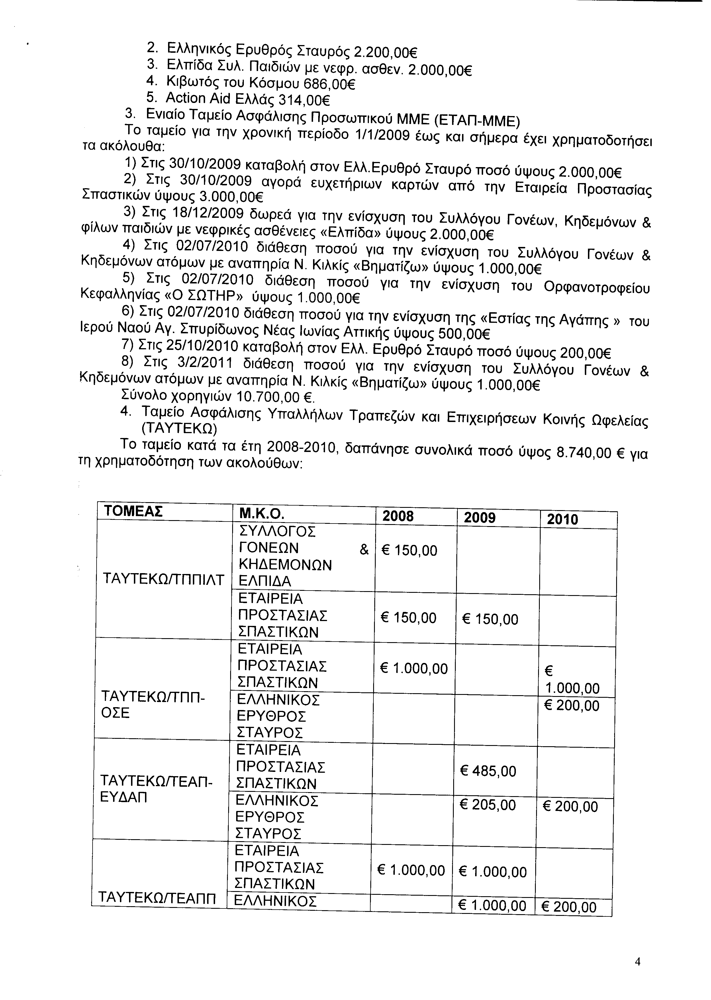 2. Ελληνικός Ερυθρός Σταυρός 2.200,00€
3. Ελπίδα Συλ. Παιδιών με νεφρ. ασθεν. 2.000,00€
4. Κιβωτός του Κόσμου 686,00€
5. Action Aid Ελλάς 314,00€
3. Ενιαίο Ταμείο Ασφάλισης Προσωπικού ΜΜΕ (ΕΤΑΠ-ΜΜΕ)
Το ταμείο για την χρονική περίοδο 1/1/2009 έως και σήμερα έχει χρηματοδοτήσει
τα ακόλουθα:
1) Στις 30/10/2009 καταβολή στον Ελλ.Ερυθρό Σταυρό ποσό ύψους 2.000,00€
2) Στις 30/10/2009 αγορά ευχετήριων καρτών από την Εταιρεία Προστασίας
Σπαστικών ύψους 3.000,00€
3) Στις 18/12/2009 δωρεά για την ενίσχυση του Συλλόγου Γονέων, Κηδεμόνων &
φίλων παιδιών με νεφρικές ασθένειες «Ελπίδα» ύψους 2.000,00€
4) Στις 02/07/2010 διάθεση ποσού για την ενίσχυση του Συλλόγου Γονέων &
Κηδεμόνων ατόμων με αναπηρία Ν. Κιλκίς «Βηματίζω» ύψους 1.000,00€
5) Στις 02/07/2010 διάθεση ποσού για την ενίσχυση του Ορφανοτροφείου
Κεφαλληνίας «Ο ΣΩΤΗΡ» ύψους 1.000,00€
6) Στις 02/07/2010 διάθεση ποσού για την ενίσχυση της «Εστίας της Αγάπης » του
Ιερού Ναού Αγ. Σπυρίδωνος Νέας Ιωνίας Αττικής ύψους 500,00€
7) Στις 25/10/2010 καταβολή στον Ελλ. Ερυθρό Σταυρό ποσό ύψους 200,00€
8) Στις 3/2/2011 διάθεση ποσού για την ενίσχυση του Συλλόγου Γονέων &
Κηδεμόνων ατόμων με αναπηρία Ν. Κιλκίς «Βηματίζω» ύψους 1.000,00€
Σύνολο χορηγιών 10.700,00 €.
4. Ταμείο Ασφάλισης Υπαλλήλων Τραπεζών και Επιχειρήσεων Κοινής Ωφελείας
(ΤΑΥΤΕΚΩ)
Το ταμείο κατά τα έτη 2008-2010, δαπάνησε συνολικά ποσό ύψος 8.740,00 € για
τη χρηματοδότηση των ακολούθων:
ΤΟΜΕΑΣ Μ.Κ.Ο. 2008 2009 2010
ΣΥΛΛΟΓΟΣ
ΓΟΝΕΩΝ & € 150,00
ΚΗΔΕΜΟΝΩΝ
ΤΑΥΤΕΚΩ/ΤΠΠΙΛΤ ΕΛΠΙΔΑ
ΕΤΑΙΡΕΙΑ
ΠΡΟΣΤΑΣΙΑΣ € 150,00 € 150,00
ΣΠΑΣΤΙΚΩΝ
ΕΤΑΙΡΕΙΑ
ΠΡΟΣΤΑΣΙΑΣ € 1.000,00 €
ΣΠΑΣΤΙΚΩΝ 1.000,00
ΤΑΥΤΕΚΩ/ΤΠΠ- ΕΛΛΗΝΙΚΟΣ € 200,00
ΟΣΕ ΕΡΥΘΡΟΣ
ΣΤΑΥΡΟΣ
ΕΤΑΙΡΕΙΑ
ΠΡΟΣΤΑΣΙΑΣ € 485,00
ΤΑΥΤΕΚΩ/ΤΕΑΠ- ΣΠΑΣΤΙΚΩΝ
ΕΥΔΑΠ ΕΛΛΗΝΙΚΟΣ € 205,00 € 200,00
ΕΡΥΘΡΟΣ
ΣΤΑΥΡΟΣ
ΕΤΑΙΡΕΙΑ
ΠΡΟΣΤΑΣΙΑΣ € 1.000,00 € 1.000,00
ΣΠΑΣΤΙΚΩΝ
ΤΑΥΤΕΚΩ/ΤΕΑΠΠ ΕΛΛΗΝΙΚΟΣ € 1.000,00 € 200,00
4